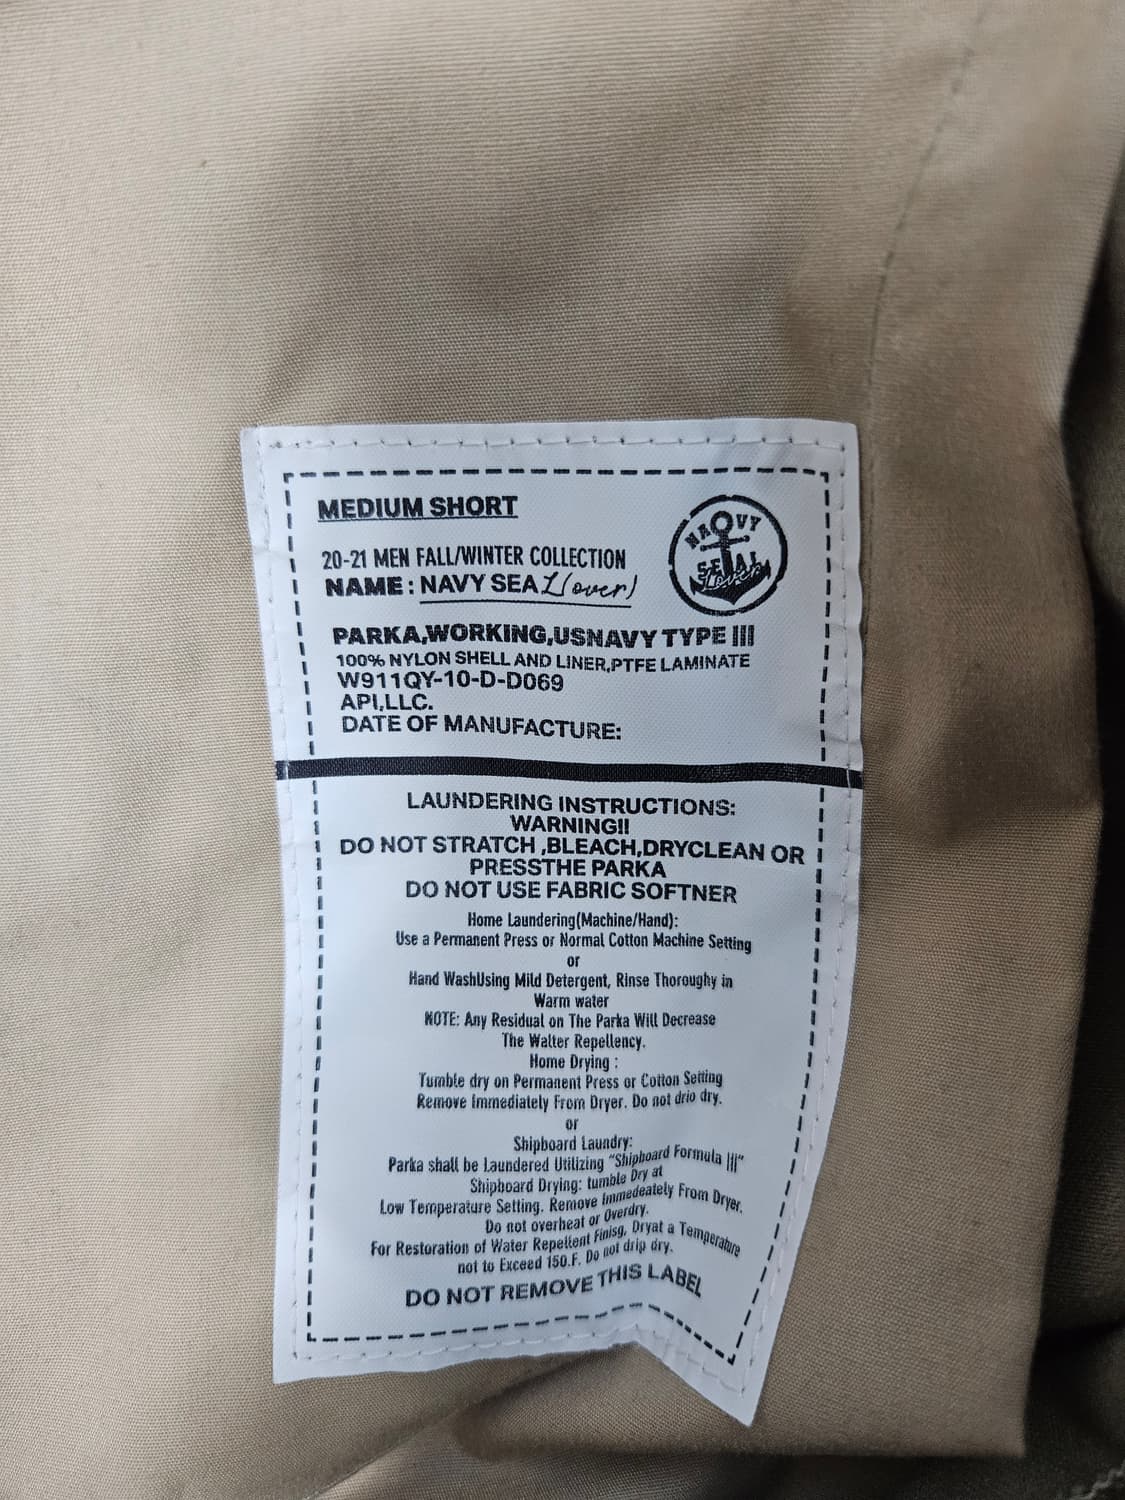 MEDIUM SHORT
20-21 MEN FALL/WINTER COLLECTION
NAME: NAVY SEAL(over)
NAVY
SEAL
Lover
PARKA,WORKING,USNAVY TYPE III
100% NYLON SHELL AND LINER,PTFE LAMINATE
W911QY-10-D-D069
API,LLC.
DATE OF MANUFACTURE:
LAUNDERING INSTRUCTIONS:
WARNING!!
DO NOT STRETCH ,BLEACH,DRYCLEAN OR
PRESSTHE PARKA
DO NOT USE FABRIC SOFTNER
Home Laundering(Machine/Hand):
Use a Permanent Press or Normal Cotton Machine Setting
or
Hand WashUsing Mild Detergent, Rinse Thoroughy in
Warm water
NOTE: Any Residual on The Parka Will Decrease
The Walter Repellency.
Home Drying :
Tumble dry on Permanent Press or Cotton Setting
Remove Immediately From Dryer. Do not drio dry.
or
Shipboard Laundry:
Parka shall be Laundered Utilizing "Shipboard Formula III"
Shipboard Drying: tumble Dry at
Low Temperature Setting. Remove Immedeately From Dryer.
Do not overheat or Overdry.
For Restoration of Water Repellent Finisg, Dryat a Temperature
not to Exceed 150.F. Do not drip dry.
DO NOT REMOVE THIS LABEL